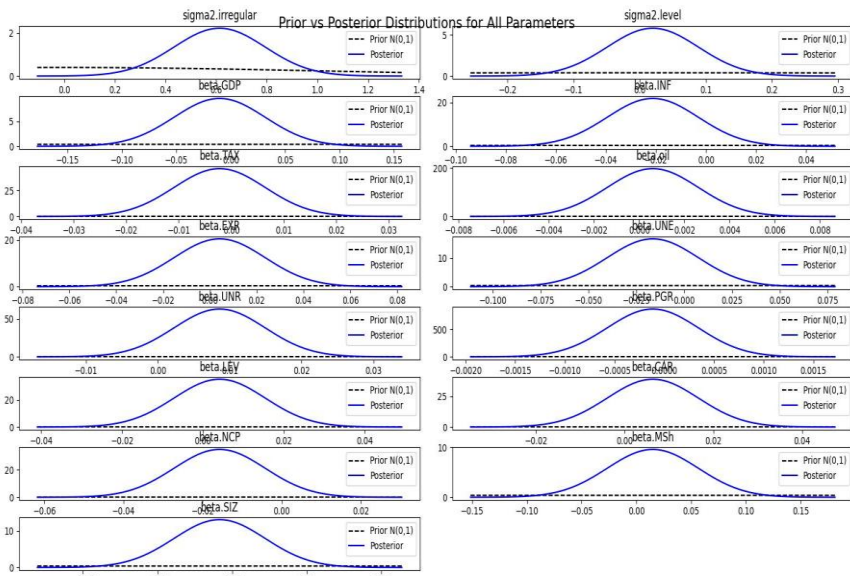 Prior vs Posterior Distributions for All Parameters
sigma2.irregular
sigma2.level
2
0
Prior N(0,1)
Posterior
0.0 0.2 0.4 0.8 1.0 1.2 1.4
5
0
Prior N(0,1)
Posterior
−0.2 −0.1 0.0 0.1 0.2 0.3
beta.GDP
beta.INF
5
0
Prior N(0,1)
Posterior
−0.15 −0.10 −0.05 0.00 0.05 0.10 0.15
20
0
Prior N(0,1)
Posterior
−0.10 −0.08 −0.06 −0.04 −0.02 0.00 0.02 0.04
beta.TAX
beta.oil
25
0
Prior N(0,1)
Posterior
−0.04 −0.03 −0.02 −0.01 0.00 0.01 0.02 0.03
200
0
Prior N(0,1)
Posterior
−0.008 −0.006 −0.004 −0.002 0.000 0.002 0.004 0.006 0.008
beta.EXR
beta.UNE
20
0
Prior N(0,1)
Posterior
−0.08 −0.06 −0.04 −0.02 0.00 0.02 0.04 0.06 0.08
10
0
Prior N(0,1)
Posterior
−0.100 −0.075 −0.050 −0.025 0.000 0.025 0.050 0.075
beta.UNR
beta.PGR
50
0
Prior N(0,1)
Posterior
−0.01 0.00 0.01 0.02 0.03
500
0
Prior N(0,1)
Posterior
−0.0020 −0.0015 −0.0010 −0.0005 0.0000 0.0005 0.0010 0.0015
beta.LEV
beta.CAR
20
0
Prior N(0,1)
Posterior
−0.04 −0.02 0.00 0.02 0.04
25
0
Prior N(0,1)
Posterior
−0.02 0.00 0.02 0.04
beta.NCP
beta.MSh
20
0
Prior N(0,1)
Posterior
−0.06 −0.04 −0.02 0.00 0.02
10
5
0
Prior N(0,1)
Posterior
−0.15 −0.10 −0.05 0.00 0.05 0.10 0.15
beta.SIZ
10
0
Prior N(0,1)
Posterior